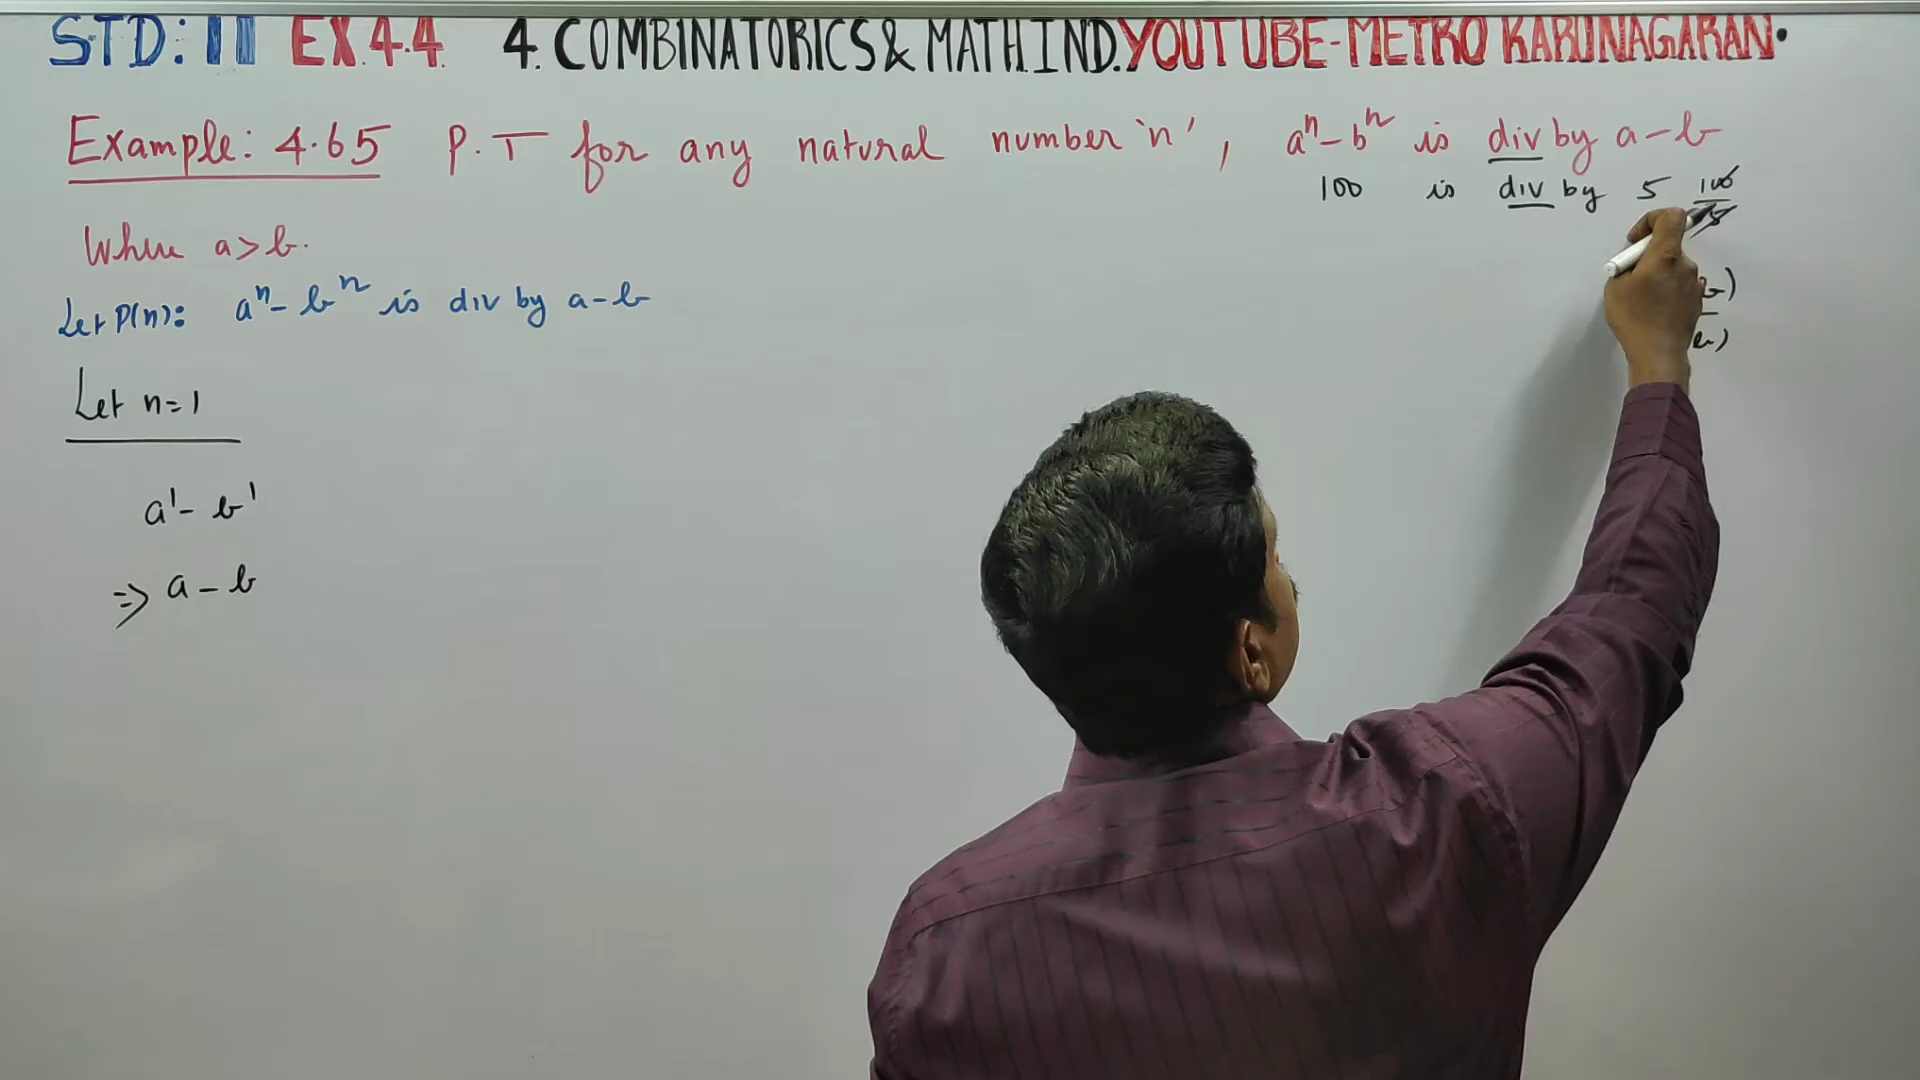 STD: 11 EX.4.4 4. COMBINATORICS & MATH.IND. YOUTUBE-METRO KARUNAGARAN.
Example: 4.65 P.T for any natural number 'n', aⁿ - bⁿ is div by a - b
100 is div by 5 100
Where a > b.
Let P(n): aⁿ - bⁿ is div by a - b
Let n=1
a¹ - b¹
⇒ a - b